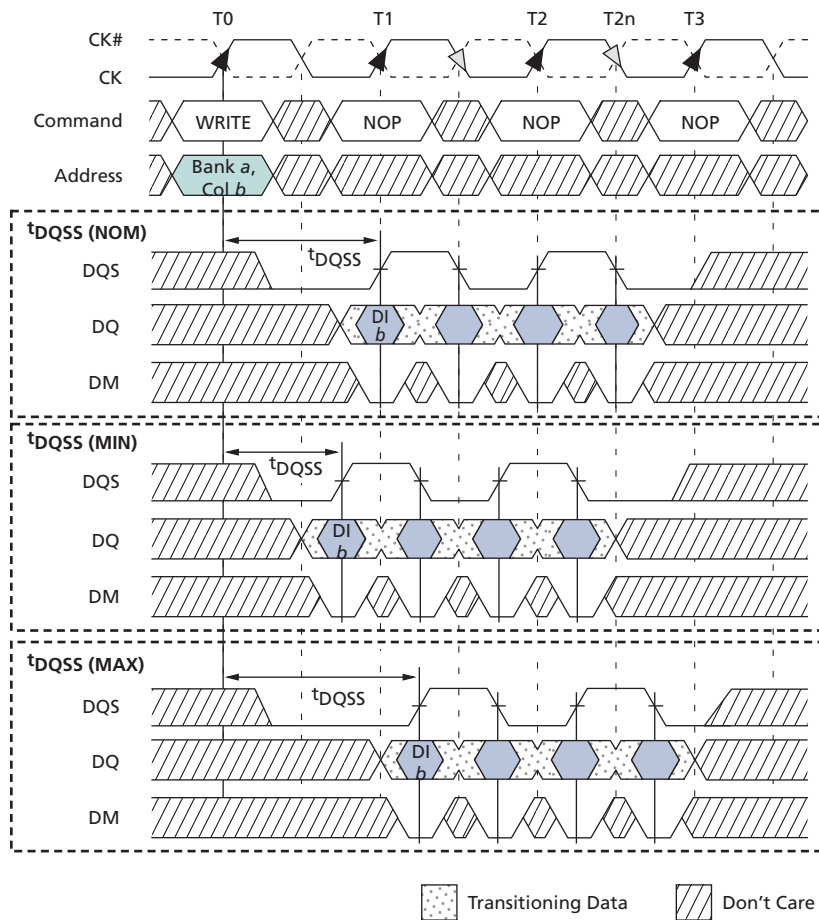 T0 T1 T2 T2n T3
CK#
CK
Command WRITE NOP NOP NOP
Address Bank a,
Col b
tDQSS (NOM)
tDQSS
DQS
DQ DI
b
DM
tDQSS (MIN)
tDQSS
DQS
DQ DI
b
DM
tDQSS (MAX)
tDQSS
DQS
DQ DI
b
DM
Transitioning Data Don't Care